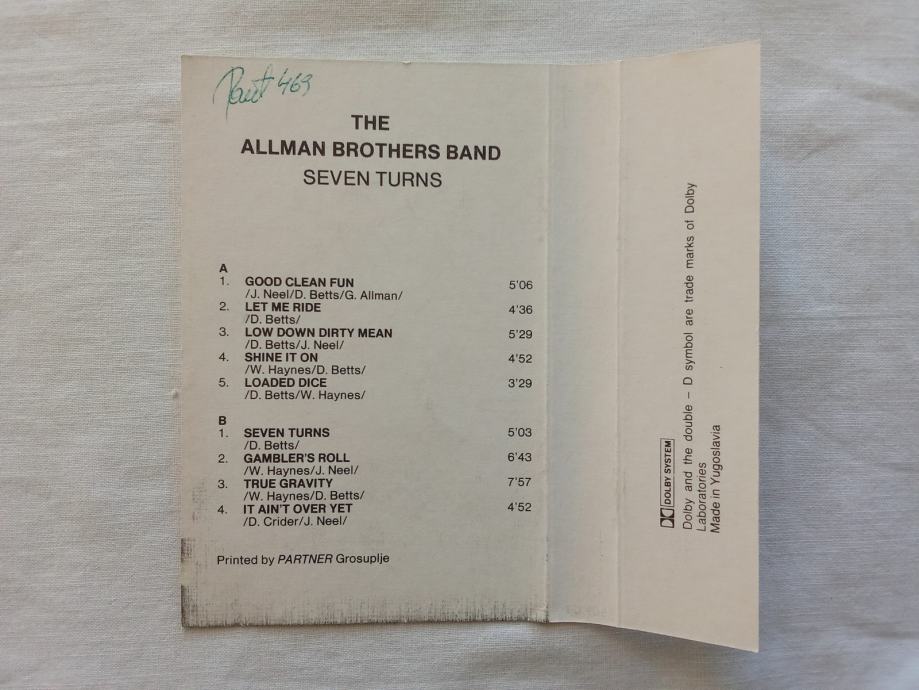 463
THE
ALLMAN BROTHERS BAND
SEVEN TURNS
A
1. GOOD CLEAN FUN 5'06
/J. Neel/D. Betts/G. Allman/
2. LET ME RIDE 4'36
/D. Betts/
3. LOW DOWN DIRTY MEAN 5'29
/D. Betts/J. Neel/
4. SHINE IT ON 4'52
/W. Haynes/D. Betts/
5. LOADED DICE 3'29
/D. Betts/W. Haynes/
B
1. SEVEN TURNS 5'03
/D. Betts/
2. GAMBLER'S ROLL 6'43
/W. Haynes/J. Neel/
3. TRUE GRAVITY 7'57
/W. Haynes/D. Betts/
4. IT AIN'T OVER YET 4'52
/D. Crider/J. Neel/
Printed by PARTNER Grosuplje
DOLBY SYSTEM
Dolby and the double – D symbol are trade marks of Dolby
Laboratories
Made in Yugoslavia